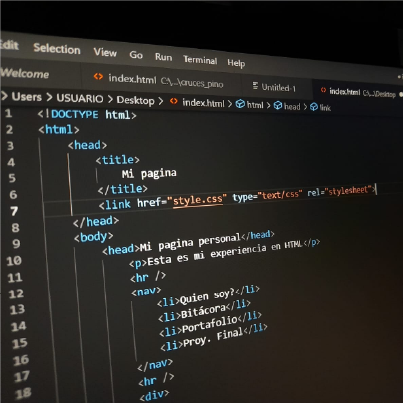 Edit Selection View Go Run Terminal Help
Welcome index.html C:\...\cruces_pino Untitled-1 index.html C:\...\Desktop
> Users > USUARIO > Desktop > index.html > html > head > link
1 <!DOCTYPE html>
2 <html>
3 <head>
4 <title>
5 Mi pagina
6 </title>
7 <link href="style.css" type="text/css" rel="stylesheet">
8 </head>
9 <body>
10 <head>Mi pagina personal</head>
11 <p>Esta es mi experiencia en HTML</p>
12 <hr />
13 <nav>
14 <li>Quien soy?</li>
15 <li>Bitácora</li>
16 <li>Portafolio</li>
17 <li>Proy. Final</li>
18 </nav>
<hr />
<div>